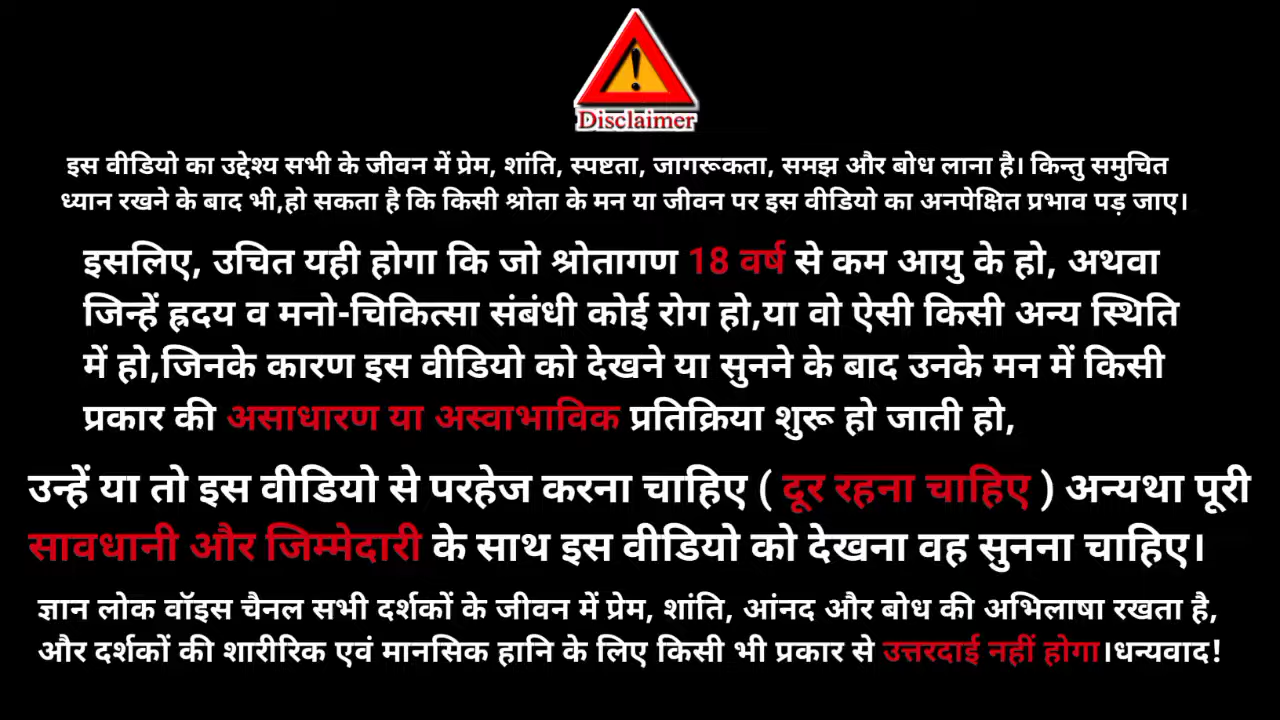 Disclaimer
इस वीडियो का उद्देश्य सभी के जीवन में प्रेम, शांति, स्पष्टता, जागरूकता, समझ और बोध लाना है। किन्तु समुचित
ध्यान रखने के बाद भी,हो सकता है कि किसी श्रोता के मन या जीवन पर इस वीडियो का अनपेक्षित प्रभाव पड़ जाए।
इसलिए, उचित यही होगा कि जो श्रोतागण 18 वर्ष से कम आयु के हो, अथवा
जिन्हें ह्रदय व मनो-चिकित्सा संबंधी कोई रोग हो,या वो ऐसी किसी अन्य स्थिति
में हो,जिनके कारण इस वीडियो को देखने या सुनने के बाद उनके मन में किसी
प्रकार की असाधारण या अस्वाभाविक प्रतिक्रिया शुरू हो जाती हो,
उन्हें या तो इस वीडियो से परहेज करना चाहिए ( दूर रहना चाहिए ) अन्यथा पूरी
सावधानी और जिम्मेदारी के साथ इस वीडियो को देखना वह सुनना चाहिए।
ज्ञान लोक वॉइस चैनल सभी दर्शकों के जीवन में प्रेम, शांति, आंनद और बोध की अभिलाषा रखता है,
और दर्शकों की शारीरिक एवं मानसिक हानि के लिए किसी भी प्रकार से उत्तरदाई नहीं होगा।धन्यवाद!